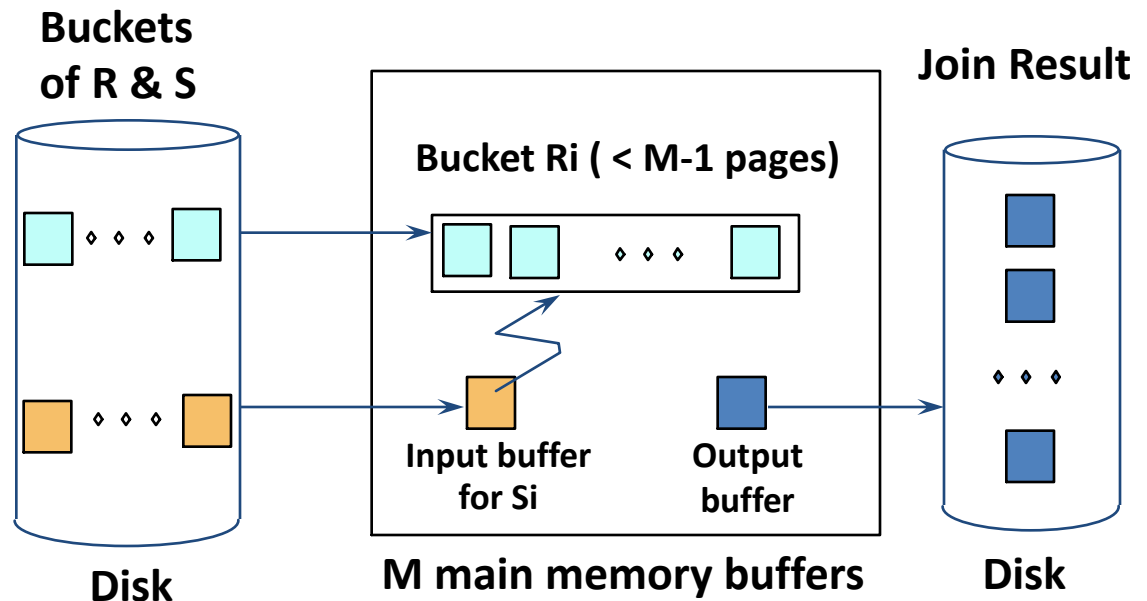 Buckets
of R & S
Join Result
Bucket Ri ( < M-1 pages)
Input buffer
for Si
Output
buffer
Disk
M main memory buffers
Disk